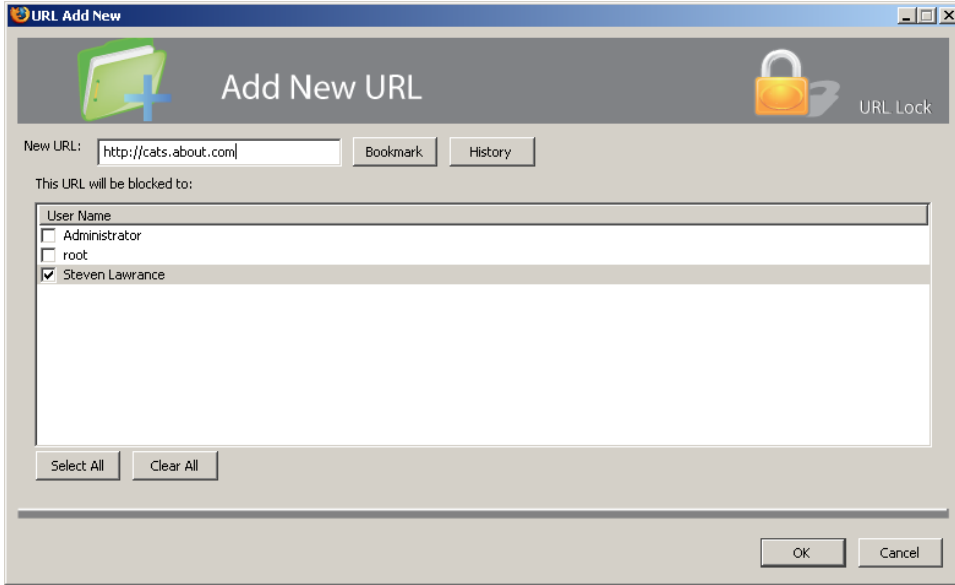 URL Add New
Add New URL
URL Lock
New URL: http://cats.about.com Bookmark History
This URL will be blocked to:
User Name
Administrator
root
Steven Lawrance
Select All Clear All
OK Cancel